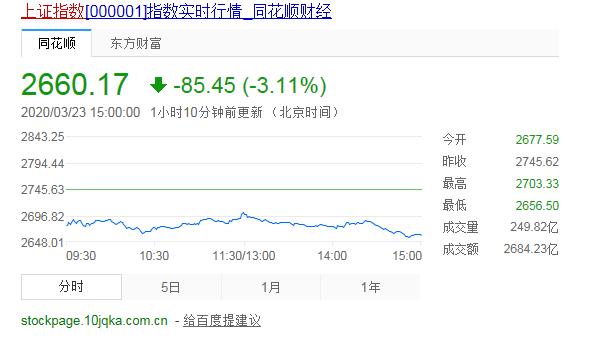 上证指数[000001]指数实时行情_同花顺财经
同花顺 东方财富
2660.17 -85.45 (-3.11%)
2020/03/23 15:00:00 1小时10分钟前更新（北京时间）
2843.25
2794.44
2745.63
2696.82
2648.01
09:30 10:30 11:30/13:00 14:00 15:00
今开 2677.59
昨收 2745.62
最高 2703.33
最低 2656.50
成交量 249.82亿
成交额 2684.23亿
分时 5日 1月 1年
stockpage.10jqka.com.cn - 给百度提建议